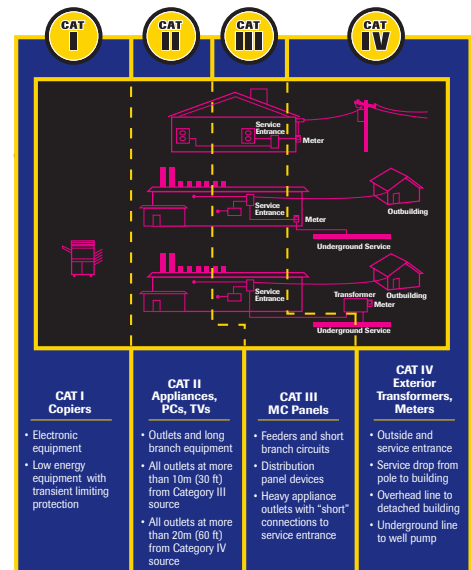 CAT
I
CAT
II
CAT
III
CAT
IV
Service
Entrance
Meter
Service
Entrance
Meter
Outbuilding
Underground Service
Service
Entrance
Transformer
Meter
Outbuilding
Underground Service
CAT I
Copiers
• Electronic
equipment
• Low energy
equipment with
transient limiting
protection
CAT II
Appliances,
PCs, TVs
• Outlets and long
branch equipment
• All outlets at more
than 10m (30 ft)
from Category III
source
• All outlets at more
than 20m (60 ft)
from Category IV
source
CAT III
MC Panels
• Feeders and short
branch circuits
• Distribution
panel devices
• Heavy appliance
outlets with “short”
connections to
service entrance
CAT IV
Exterior
Transformers,
Meters
• Outside and
service entrance
• Service drop from
pole to building
• Overhead line to
detached building
• Underground line
to well pump